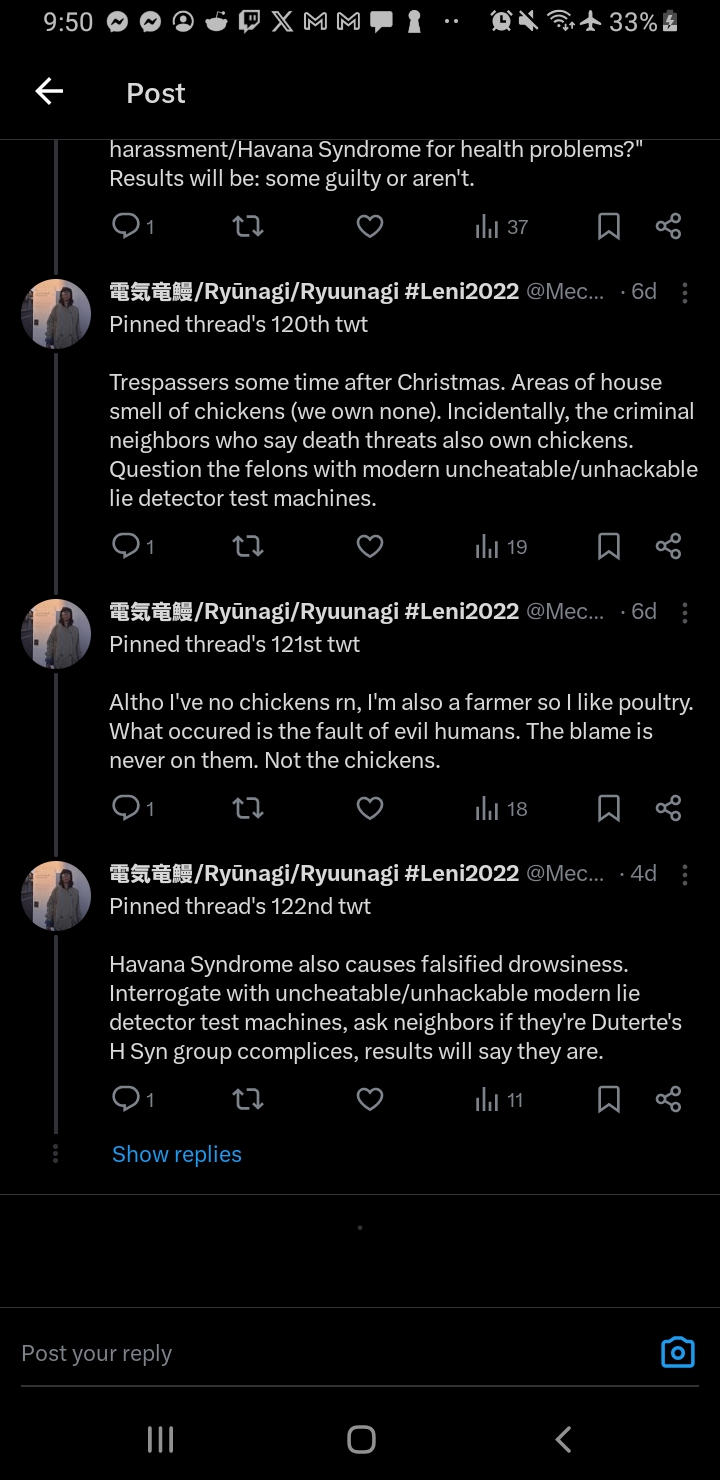 9:50
33%
Post
harassment/Havana Syndrome for health problems?"
Results will be: some guilty or aren't.
1
37
電気竜鰻/Ryūnagi/Ryuunagi #Leni2022 @Mec... · 6d
Pinned thread's 120th twt
Trespassers some time after Christmas. Areas of house
smell of chickens (we own none). Incidentally, the criminal
neighbors who say death threats also own chickens.
Question the felons with modern uncheatable/unhackable
lie detector test machines.
1
19
電気竜鰻/Ryūnagi/Ryuunagi #Leni2022 @Mec... · 6d
Pinned thread's 121st twt
Altho I've no chickens rn, I'm also a farmer so I like poultry.
What occured is the fault of evil humans. The blame is
never on them. Not the chickens.
1
18
電気竜鰻/Ryūnagi/Ryuunagi #Leni2022 @Mec... · 4d
Pinned thread's 122nd twt
Havana Syndrome also causes falsified drowsiness.
Interrogate with uncheatable/unhackable modern lie
detector test machines, ask neighbors if they're Duterte's
H Syn group ccomplices, results will say they are.
1
11
Show replies
Post your reply